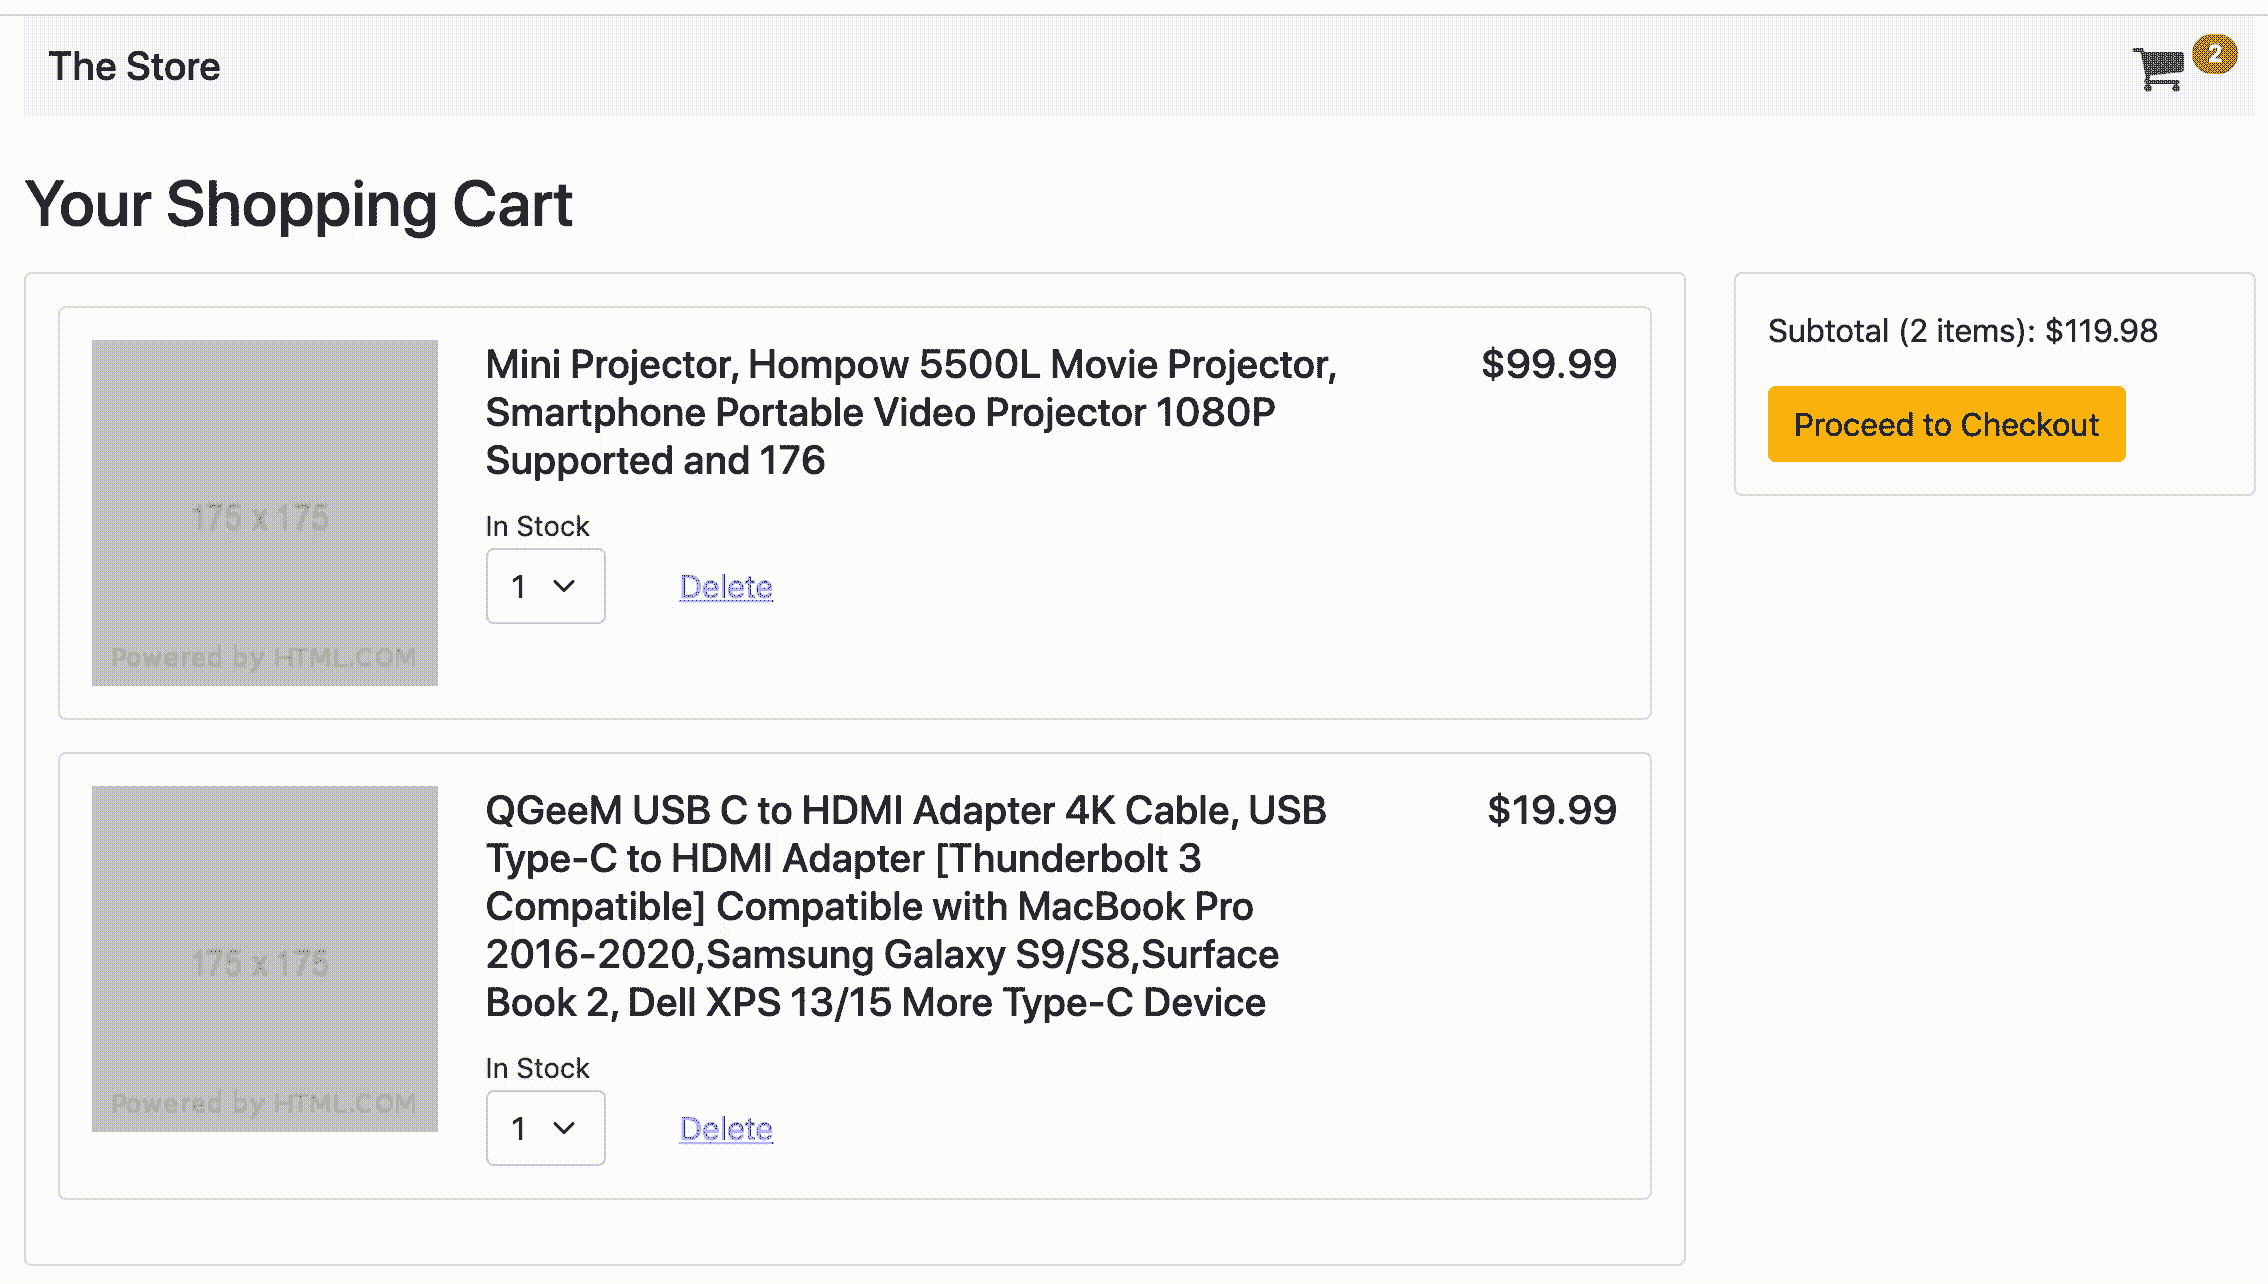 The Store
2
Your Shopping Cart
175 x 175
Powered by HTML.COM
Mini Projector, Hompow 5500L Movie Projector,
Smartphone Portable Video Projector 1080P
Supported and 176
In Stock
1
Delete
$99.99
175 x 175
Powered by HTML.COM
QGeeM USB C to HDMI Adapter 4K Cable, USB
Type-C to HDMI Adapter [Thunderbolt 3
Compatible] Compatible with MacBook Pro
2016-2020,Samsung Galaxy S9/S8,Surface
Book 2, Dell XPS 13/15 More Type-C Device
In Stock
1
Delete
$19.99
Subtotal (2 items): $119.98
Proceed to Checkout